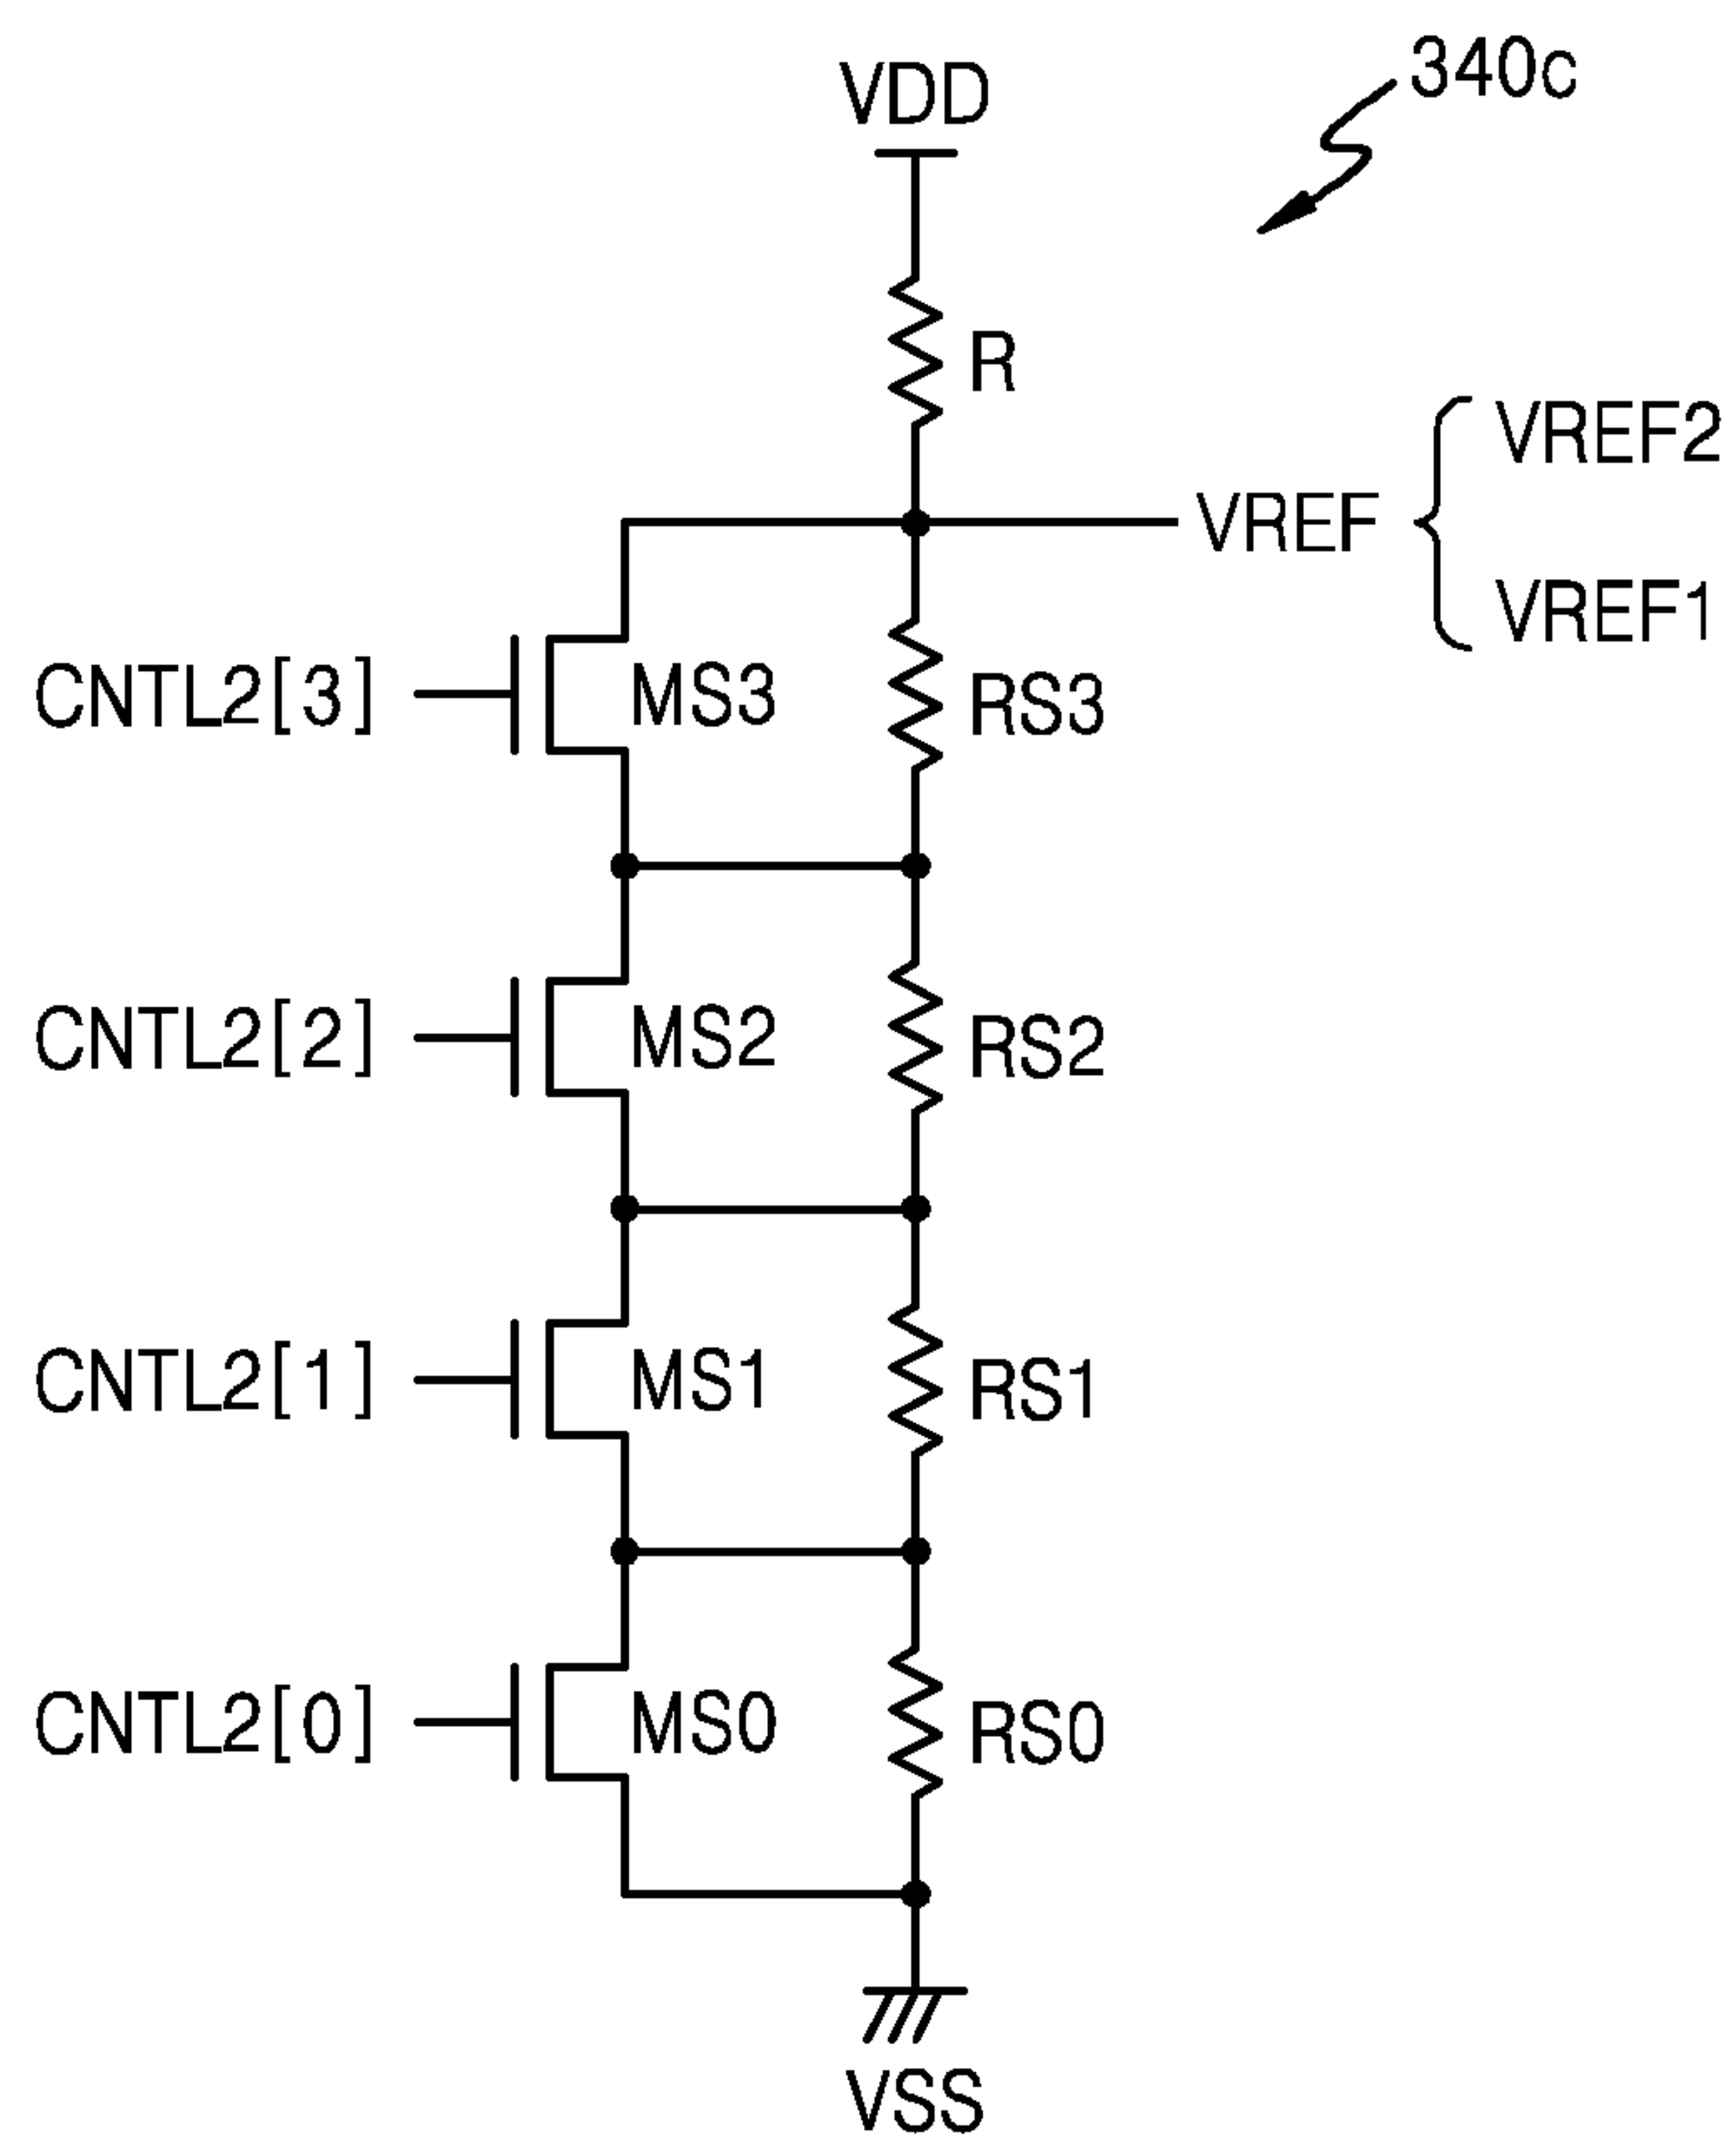 340c
VDD
R
VREF2
VREF
VREF1
CNTL2[3]
MS3
RS3
CNTL2[2]
MS2
RS2
CNTL2[1]
MS1
RS1
CNTL2[0]
MS0
RS0
VSS